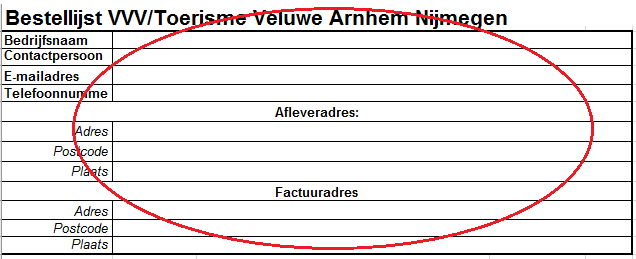 Bestellijst VVV/Toerisme Veluwe Arnhem Nijmegen
Bedrijfsnaam
Contactpersoon
E-mailadres
Telefoonnumme
Afleveradres:
Adres
Postcode
Plaats
Factuuradres
Adres
Postcode
Plaats